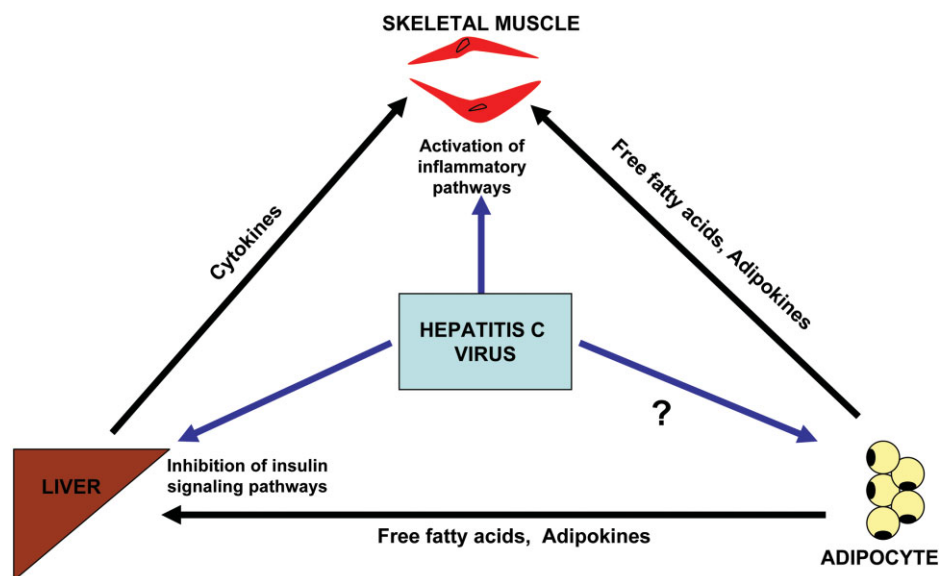 SKELETAL MUSCLE
Activation of
inflammatory
pathways
Cytokines
Free fatty acids, Adipokines
HEPATITIS C
VIRUS
?
LIVER
Inhibition of insulin
signaling pathways
Free fatty acids, Adipokines
ADIPOCYTE